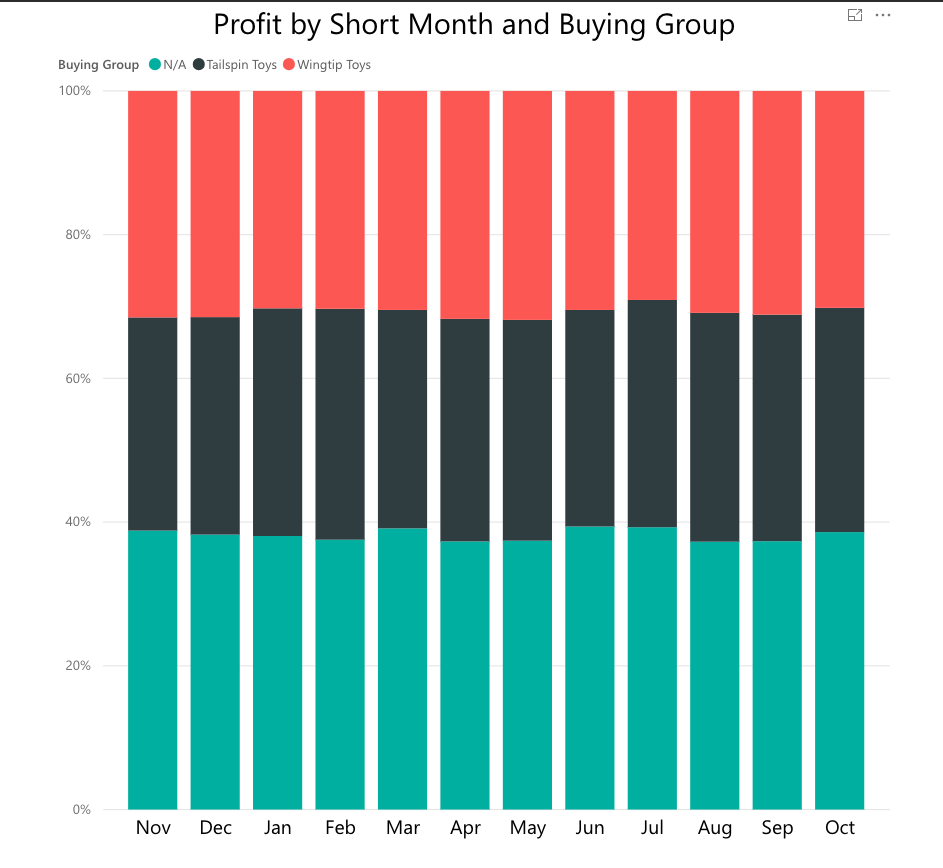 Profit by Short Month and Buying Group
Buying Group N/A Tailspin Toys Wingtip Toys
100%
80%
60%
40%
20%
0%
Nov Dec Jan Feb Mar Apr May Jun Jul Aug Sep Oct